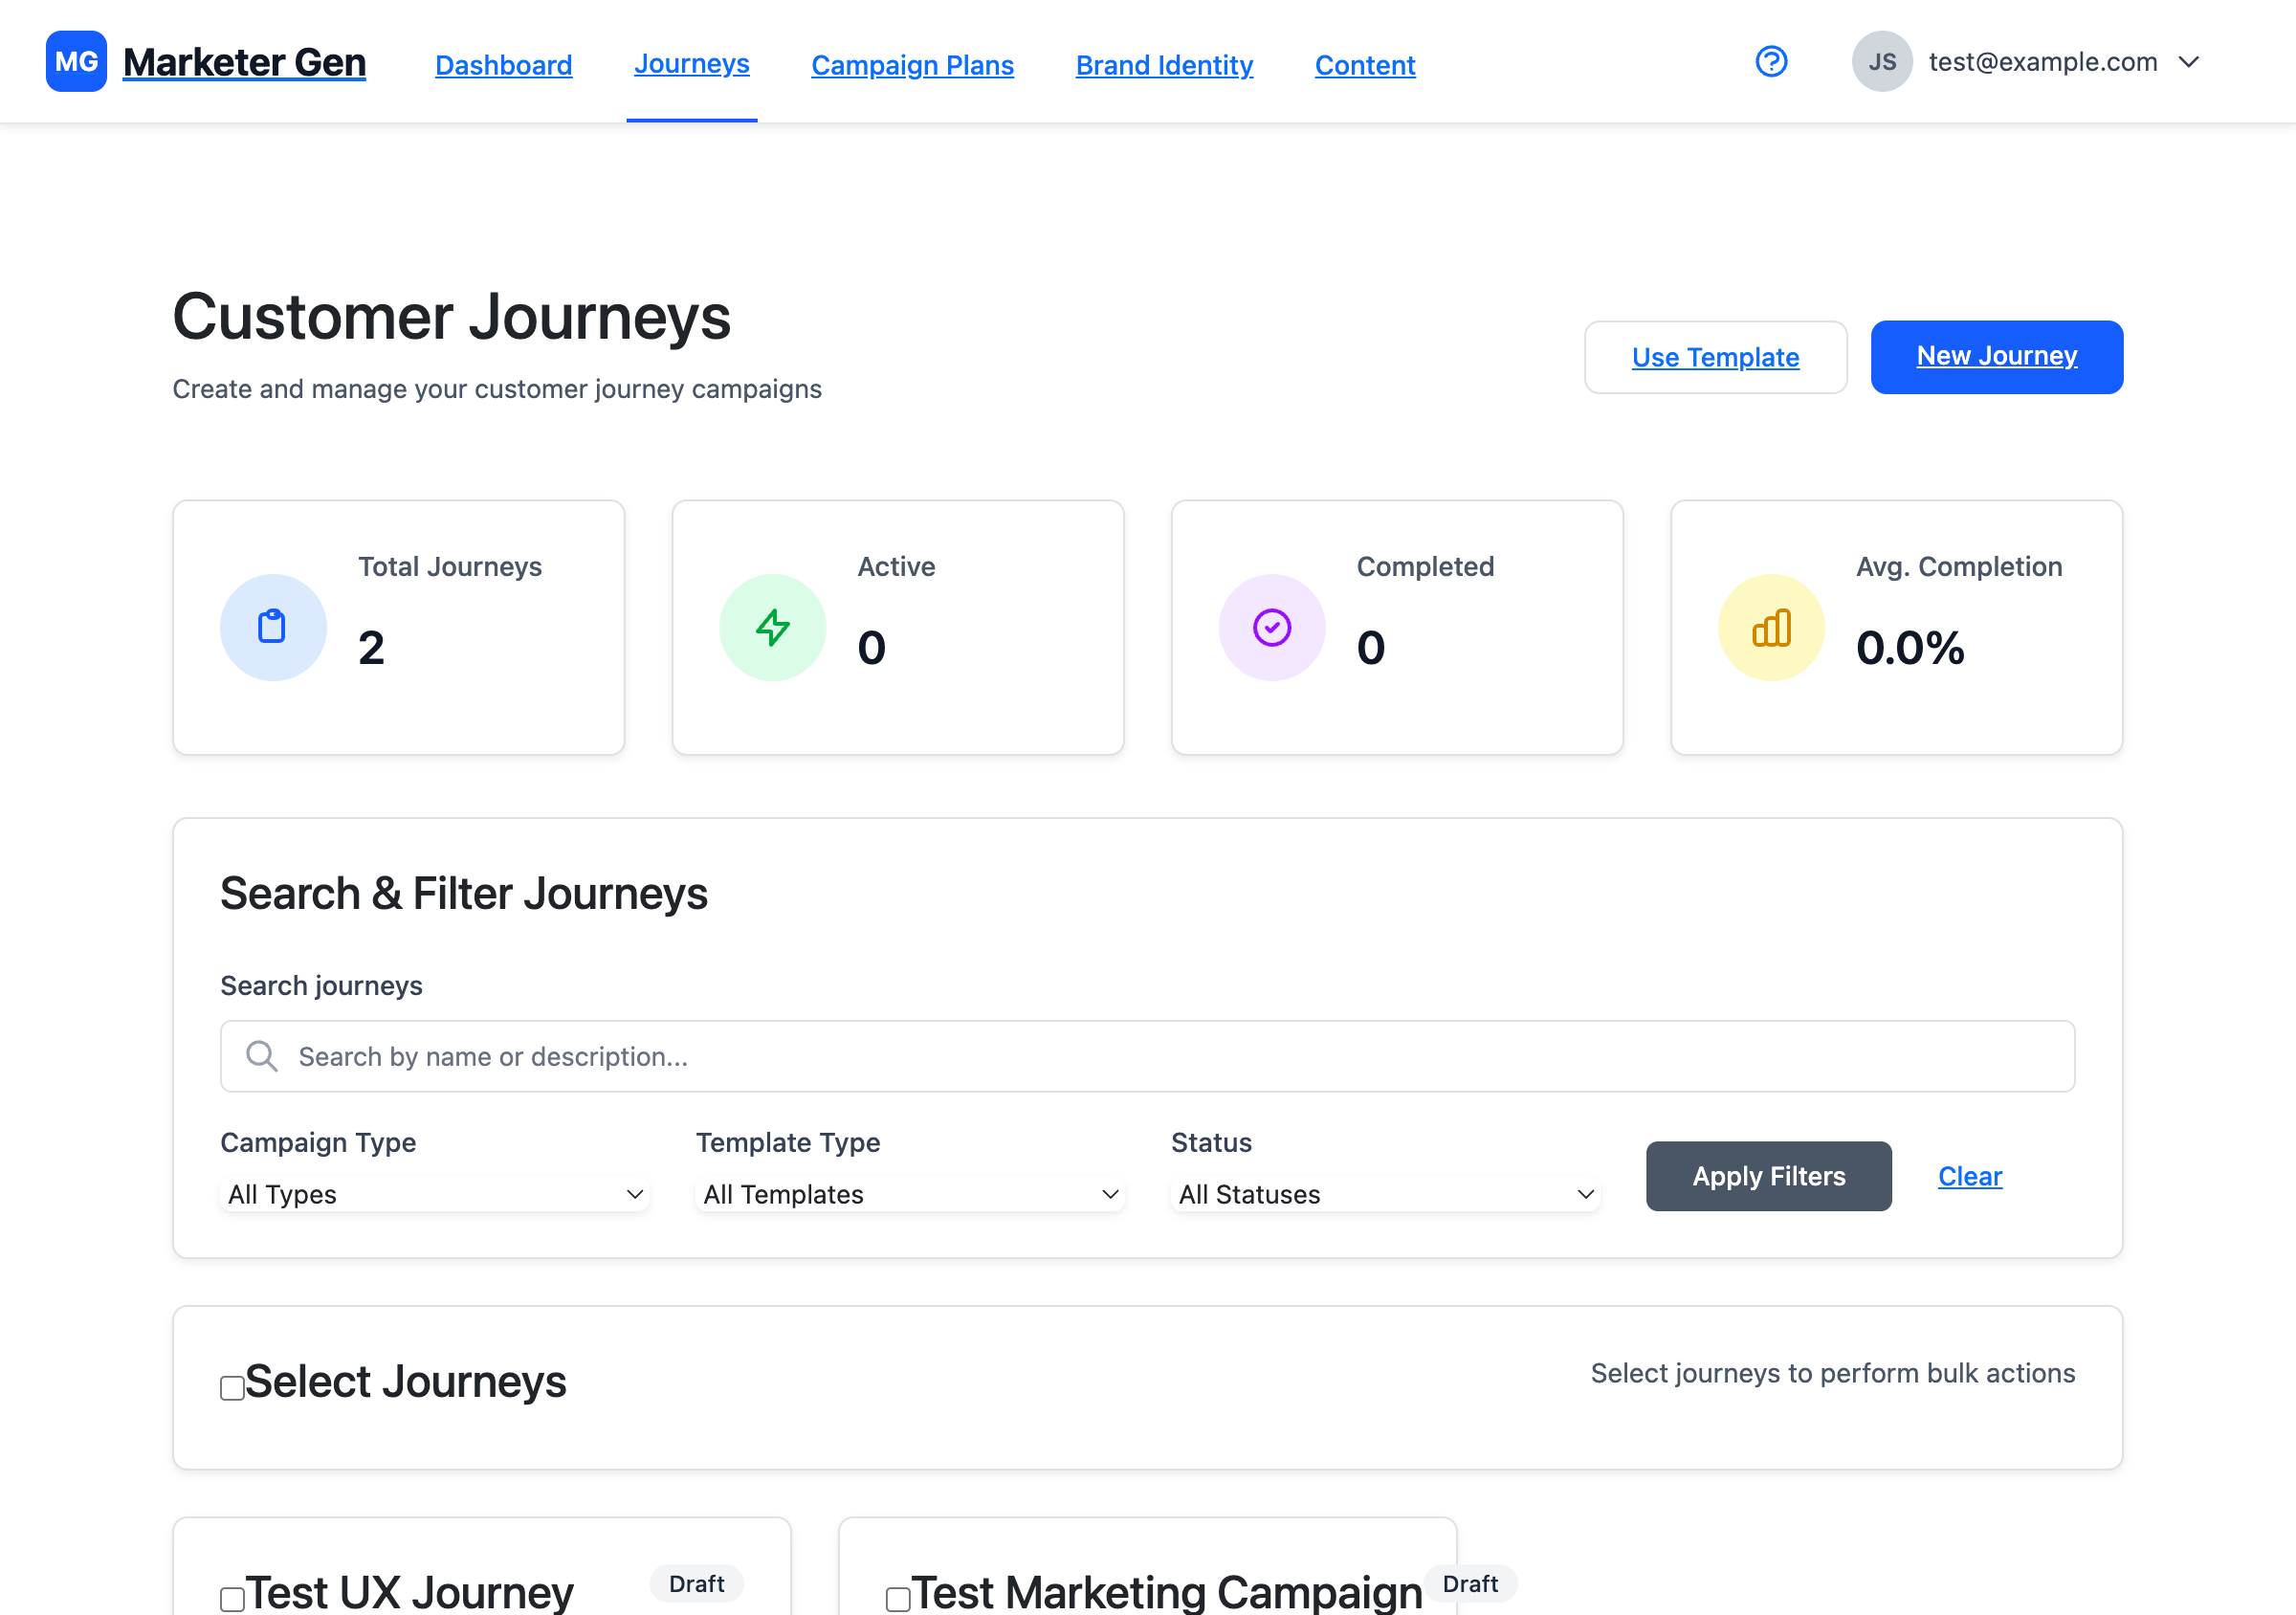 MG Marketer Gen Dashboard Journeys Campaign Plans Brand Identity Content JS test@example.com
Customer Journeys
Create and manage your customer journey campaigns
Use Template New Journey
Total Journeys
2
Active
0
Completed
0
Avg. Completion
0.0%
Search & Filter Journeys
Search journeys
Search by name or description...
Campaign Type
All Types
Template Type
All Templates
Status
All Statuses
Apply Filters Clear
Select Journeys
Select journeys to perform bulk actions
Test UX Journey Draft
Test Marketing Campaign Draft